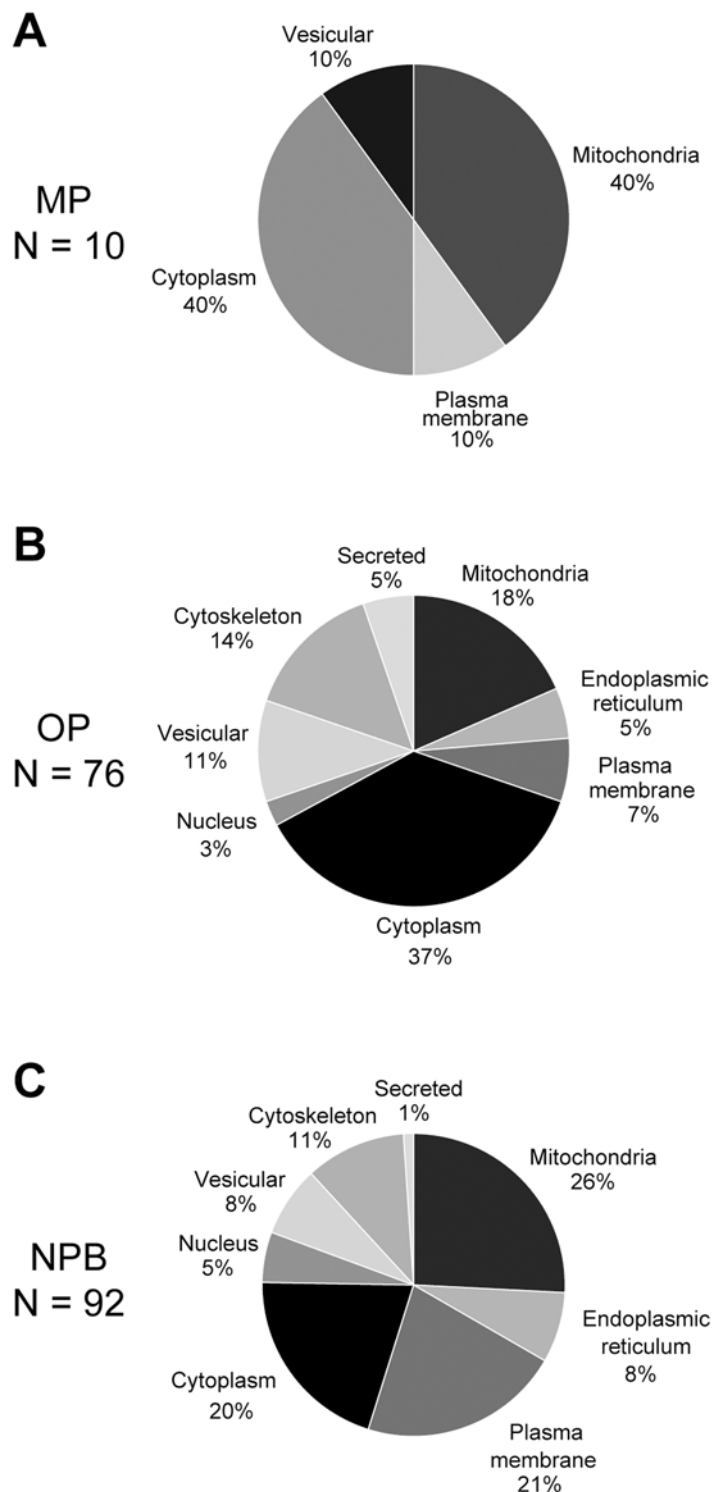 A
MP
N = 10
Vesicular
10%
Mitochondria
40%
Cytoplasm
40%
Plasma
membrane
10%
B
OP
N = 76
Secreted
5%
Mitochondria
18%
Cytoskeleton
14%
Endoplasmic
reticulum
5%
Vesicular
11%
Plasma
membrane
7%
Nucleus
3%
Cytoplasm
37%
C
NPB
N = 92
Secreted
1%
Cytoskeleton
11%
Mitochondria
26%
Vesicular
8%
Nucleus
5%
Endoplasmic
reticulum
8%
Cytoplasm
20%
Plasma
membrane
21%